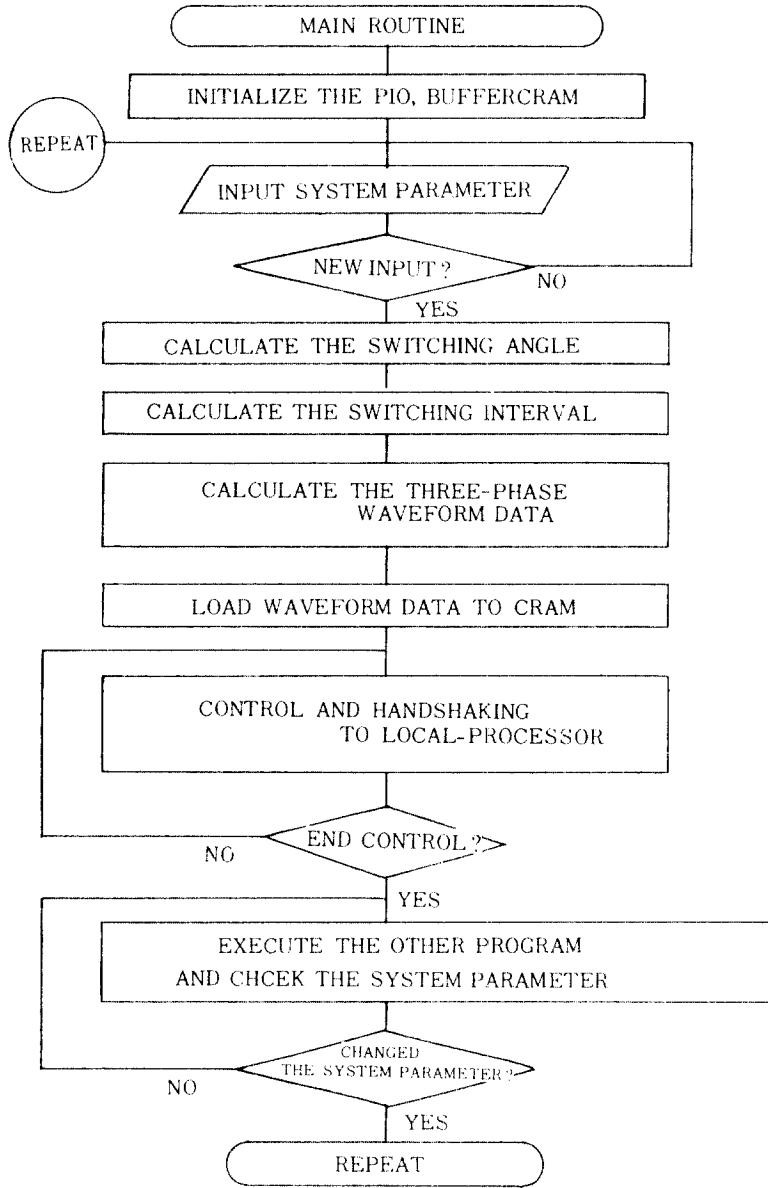 MAIN ROUTINE
INITIALIZE THE PIO, BUFFERCRAM
REPEAT
INPUT SYSTEM PARAMETER
NEW INPUT?
NO
YES
CALCULATE THE SWITCHING ANGLE
CALCULATE THE SWITCHING INTERVAL
CALCULATE THE THREE-PHASE
WAVEFORM DATA
LOAD WAVEFORM DATA TO CRAM
CONTROL AND HANDSHAKING
TO LOCAL-PROCESSOR
END CONTROL?
NO
YES
EXECUTE THE OTHER PROGRAM
AND CHCEK THE SYSTEM PARAMETER
CHANGED
THE SYSTEM PARAMETER?
NO
YES
REPEAT